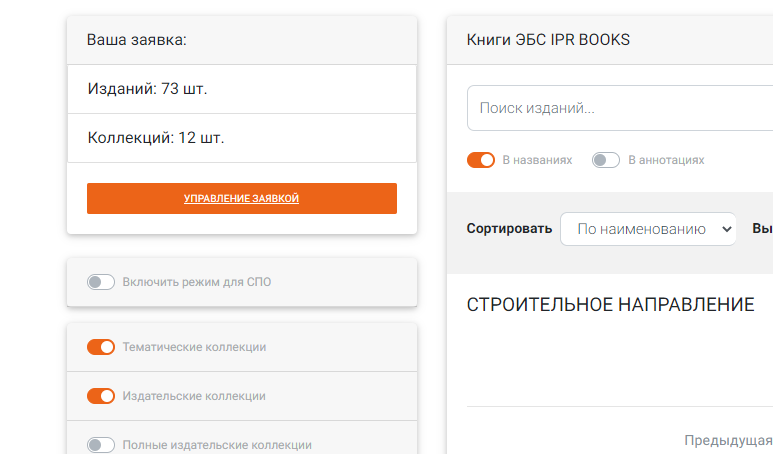 Ваша заявка:
Изданий: 73 шт.
Коллекций: 12 шт.
УПРАВЛЕНИЕ ЗАЯВКОЙ
Включить режим для СПО
Тематические коллекции
Издательские коллекции
Полные издательские коллекции
Книги ЭБС IPR BOOKS
Поиск изданий...
В названиях В аннотациях
Сортировать По наименованию Вы
СТРОИТЕЛЬНОЕ НАПРАВЛЕНИЕ
Предыдущая